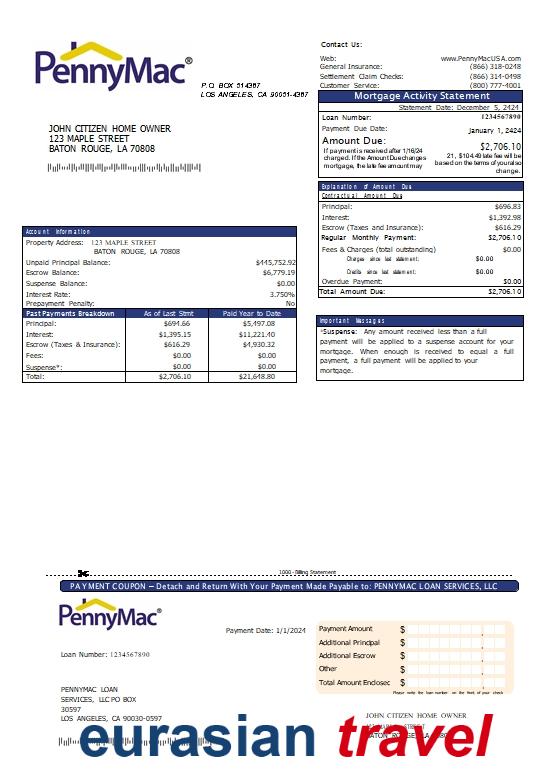 PennyMac®
P.O. BOX 514387
LOS ANGELES, CA 90051-4387
Contact Us:
Web: www.PennyMacUSA.com
General Insurance: (866) 318-0248
Settlement Claim Checks: (866) 314-0498
Customer Service: (800) 777-4001
Mortgage Activity Statement
Statement Date: December 5, 2424
Loan Number: 1234567890
Payment Due Date: January 1, 2424
Amount Due: $2,706.10
If payment is received after 1/16/24 21, $104.49 late fee will be
charged. If the Amount Due changes based on the terms of your also
mortgage, the late fee amount may change.
JOHN CITIZEN HOME OWNER
123 MAPLE STREET
BATON ROUGE, LA 70808
Explanation of Amount Due
Contractual Amount Due
Principal: $696.83
Interest: $1,392.98
Escrow (Taxes and Insurance): $616.29
Regular Monthly Payment: $2,706.10
Fees & Charges (total outstanding) $0.00
Charges since last statement: $0.00
Credits since last statement: $0.00
Overdue Payment: $0.00
Total Amount Due: $2,706.10
Account Information
Property Address: 123 MAPLE STREET
BATON ROUGE, LA 70808
Unpaid Principal Balance: $445,752.92
Escrow Balance: $6,779.19
Suspense Balance: $0.00
Interest Rate: 3.750%
Prepayment Penalty: No
Past Payments Breakdown As of Last Stmt Paid Year to Date
Principal: $694.66 $5,497.08
Interest: $1,395.15 $11,221.40
Escrow (Taxes & Insurance): $616.29 $4,930.32
Fees: $0.00 $0.00
Suspense*: $0.00 $0.00
Total: $2,706.10 $21,648.80
Important Messages
*Suspense: Any amount received less than a full
payment will be applied to a suspense account for your
mortgage. When enough is received to equal a full
payment, a full payment will be applied to your
mortgage.
1000-Billing Statement
PAYMENT COUPON – Detach and Return With Your Payment Made Payable to: PENNYMAC LOAN SERVICES, LLC
PennyMac®
Payment Date: 1/1/2024
Loan Number: 1234567890
Payment Amount $
Additional Principal $
Additional Escrow $
Other $
Total Amount Enclosed $
Please write the loan number on the front of your check
PENNYMAC LOAN
SERVICES, LLC PO BOX
30597
LOS ANGELES, CA 90030-0597
JOHN CITIZEN HOME OWNER
123 MAPLE STREET
BATON ROUGE, LA
eurasian travel